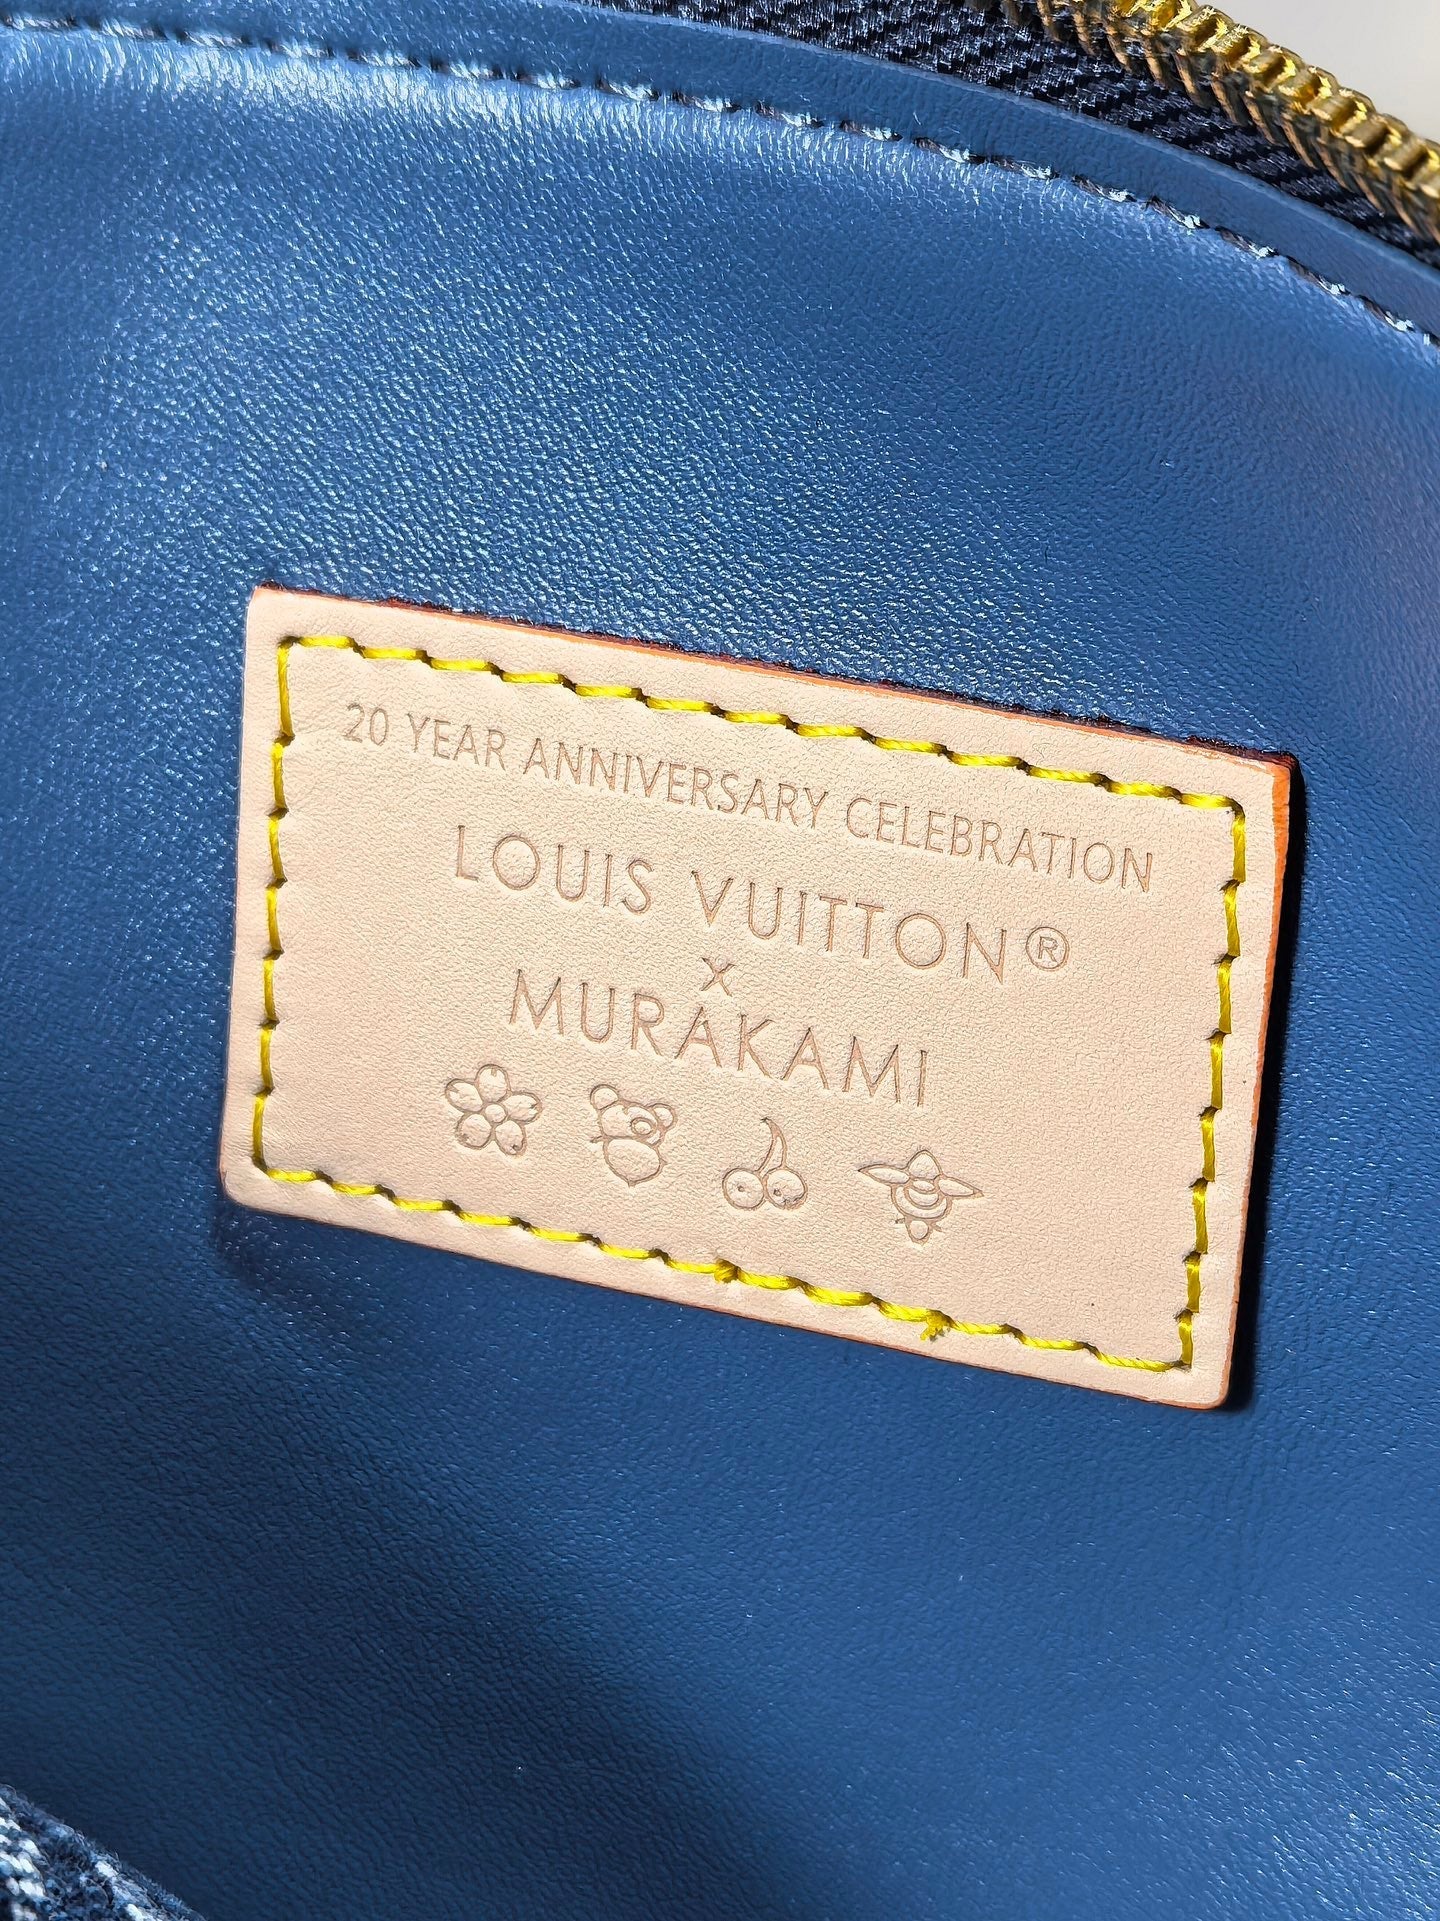 20 YEAR ANNIVERSARY CELEBRATION
LOUIS VUITTON®
x
MURAKAMI